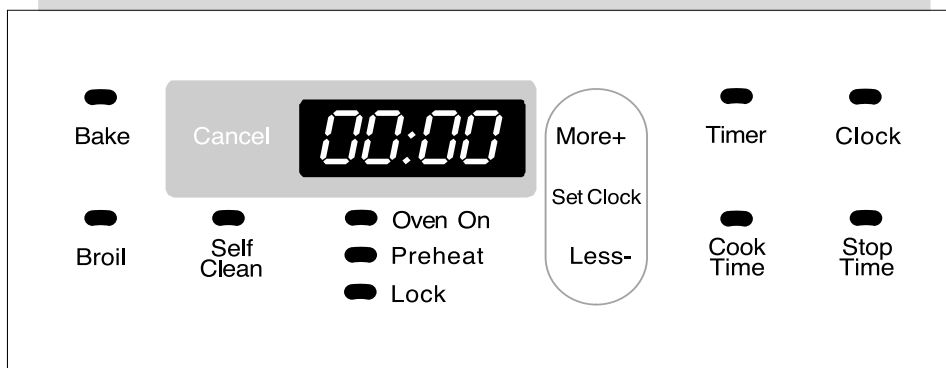 Bake
Cancel
00:00
More+
Timer
Clock
Set Clock
Broil
Self
Clean
Oven On
Preheat
Lock
Less-
Cook
Time
Stop
Time